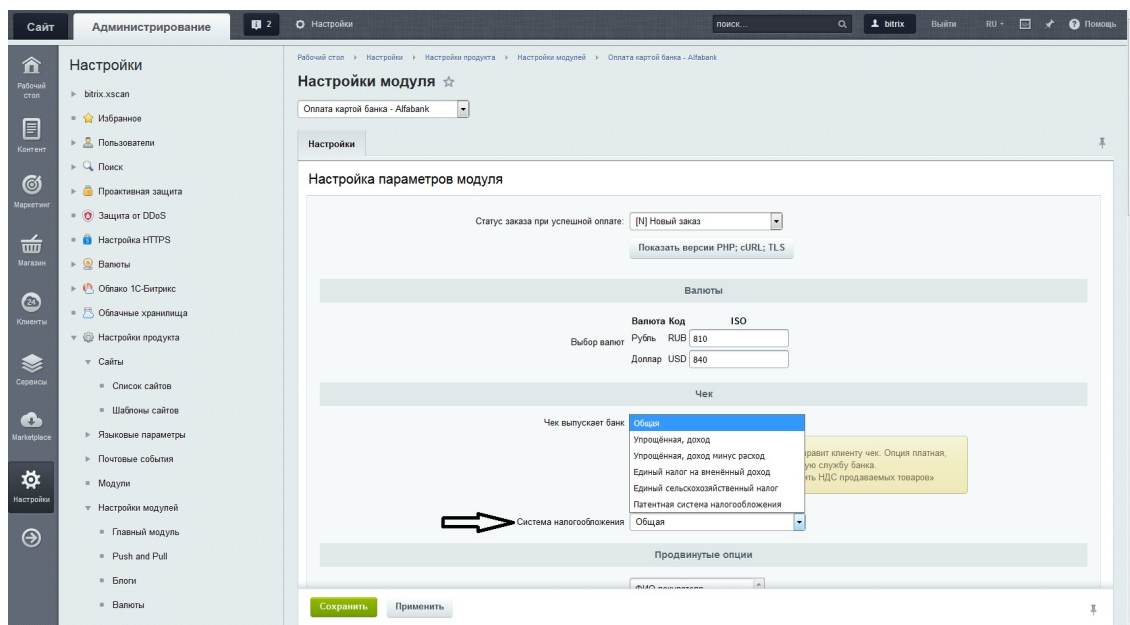 Сайт
Администрирование
2
Настройки
поиск...
bitrix
Выйти
RU
Помощь
Рабочий стол
Контент
Маркетинг
Магазин
24
Клиенты
Сервисы
Marketplace
Настройки
Настройки
bitrix.xscan
Избранное
Пользователи
Поиск
Проактивная защита
Защита от DDoS
Настройка HTTPS
Валюты
Облако 1С-Битрикс
Облачные хранилища
Настройки продукта
Сайты
Список сайтов
Шаблоны сайтов
Языковые параметры
Почтовые события
Модули
Настройки модулей
Главный модуль
Push and Pull
Блоги
Валюты
Рабочий стол Настройки Настройки продукта Настройки модулей Оплата картой банка - Alfabank
Настройки модуля
Оплата картой банка - Alfabank
Настройки
Настройка параметров модуля
Статус заказа при успешной оплате: [N] Новый заказ
Показать версии PHP; cURL; TLS
Валюты
Валюта Код ISO
Выбор валют
Рубль RUB 810
Доллар USD 840
Чек
Чек выпускает банк
Общая
Упрощённая, доход
Упрощённая, доход минус расход
Единый налог на вменённый доход
Единый сельскохозяйственный налог
Патентная система налогообложения
клиенту чек. Опция платная,
службу банка.
НДС продаваемых товаров»
Система налогообложения Общая
Продвинутые опции
Сохранить
Применить